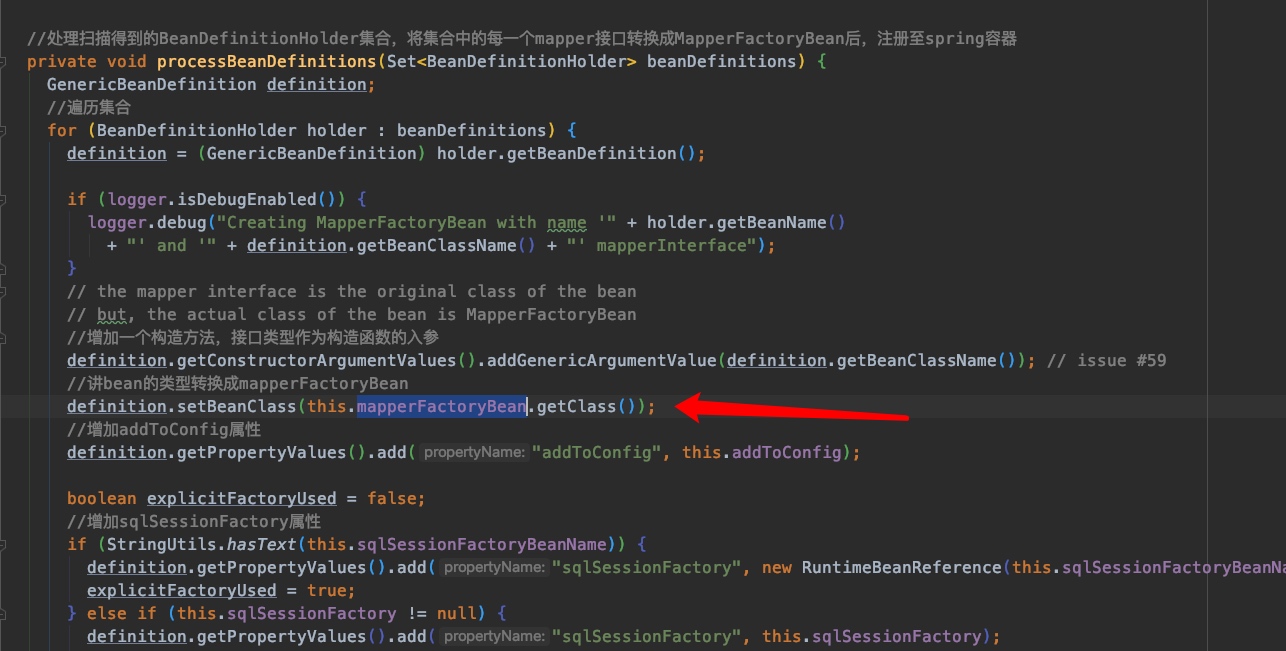 //处理扫描得到的BeanDefinitionHolder集合，将集合中的每一个mapper接口转换成MapperFactoryBean后，注册至spring容器
private void processBeanDefinitions(Set<BeanDefinitionHolder> beanDefinitions) {
GenericBeanDefinition definition;
//遍历集合
for (BeanDefinitionHolder holder : beanDefinitions) {
definition = (GenericBeanDefinition) holder.getBeanDefinition();
if (logger.isDebugEnabled()) {
logger.debug("Creating MapperFactoryBean with name '" + holder.getBeanName()
+ "' and '" + definition.getBeanClassName() + "' mapperInterface");
}
// the mapper interface is the original class of the bean
// but, the actual class of the bean is MapperFactoryBean
//增加一个构造方法，接口类型作为构造函数的入参
definition.getConstructorArgumentValues().addGenericArgumentValue(definition.getBeanClassName()); // issue #59
//讲bean的类型转换成mapperFactoryBean
definition.setBeanClass(this.mapperFactoryBean.getClass());
//增加addToConfig属性
definition.getPropertyValues().add( propertyName: "addToConfig", this.addToConfig);
boolean explicitFactoryUsed = false;
//增加sqlSessionFactory属性
if (StringUtils.hasText(this.sqlSessionFactoryBeanName)) {
definition.getPropertyValues().add( propertyName: "sqlSessionFactory", new RuntimeBeanReference(this.sqlSessionFactoryBeanNa
explicitFactoryUsed = true;
} else if (this.sqlSessionFactory != null) {
definition.getPropertyValues().add( propertyName: "sqlSessionFactory", this.sqlSessionFactory);